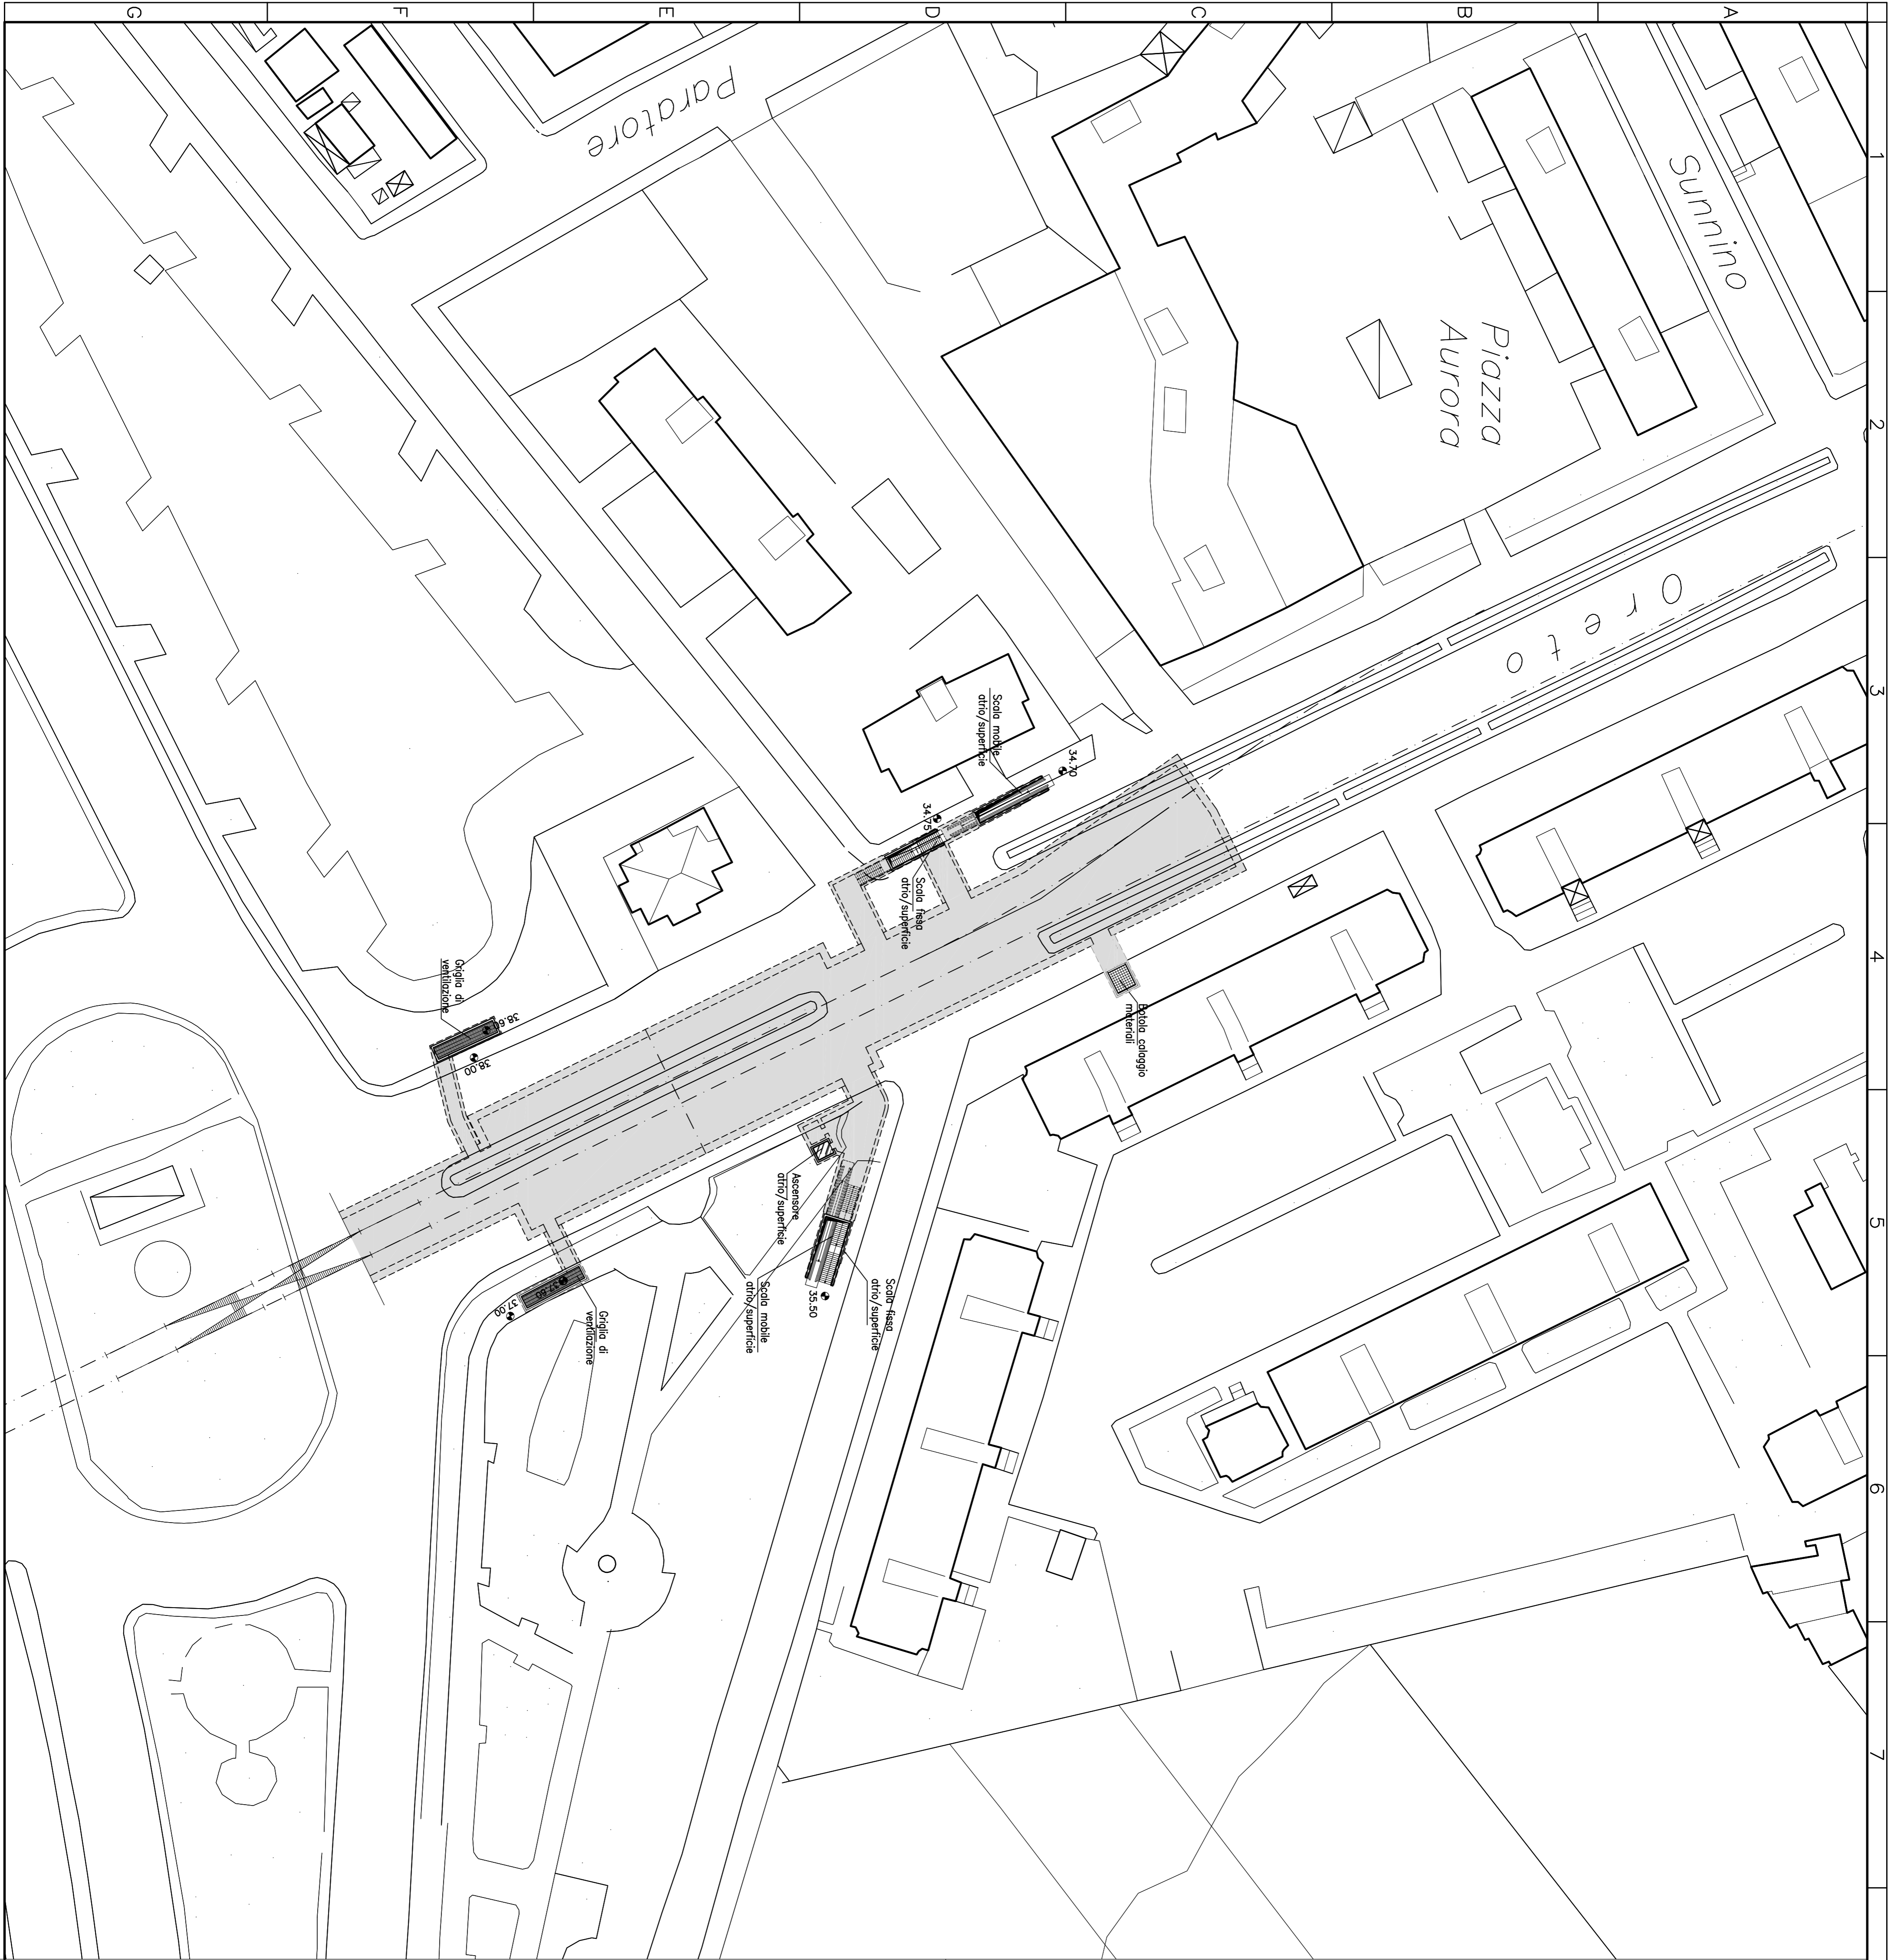 G
F
E
D
C
B
A
1
2
3
4
5
6
7
Paratore
Sunnino
Piazza
Aurora
Oreto
Scala mobile
atrio/superficie
34.70
34.75
Scala fissa
atrio/superficie
Botola calaggio
materiali
Griglia di
ventilazione
38.60
38.00
Ascensore
atrio/superficie
Scala mobile
atrio/superficie
Scala fissa
atrio/superficie
35.50
Griglia di
ventilazione
37.60
37.00